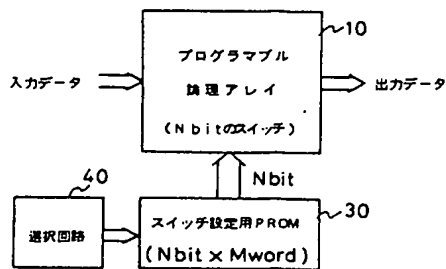 10
プログラマブル
論理アレイ
(Nbitのスイッチ)
入力データ
出力データ
Nbit
40
選択回路
30
スイッチ設定用PROM
(Nbit × Mword)